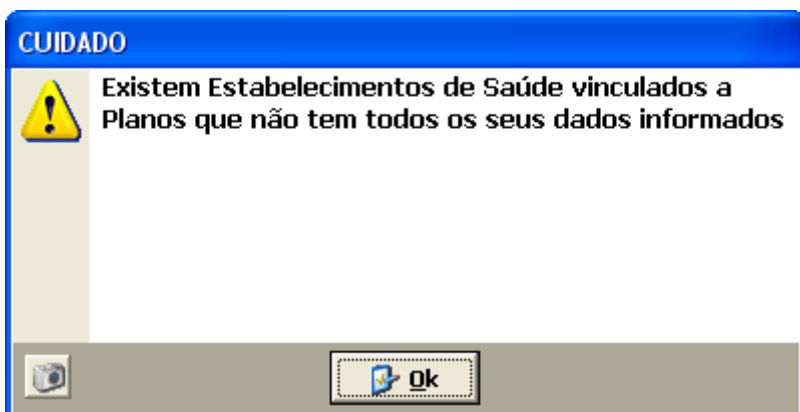 CUIDADO
Existem Estabelecimentos de Saúde vinculados a
Planos que não tem todos os seus dados informados
Ok